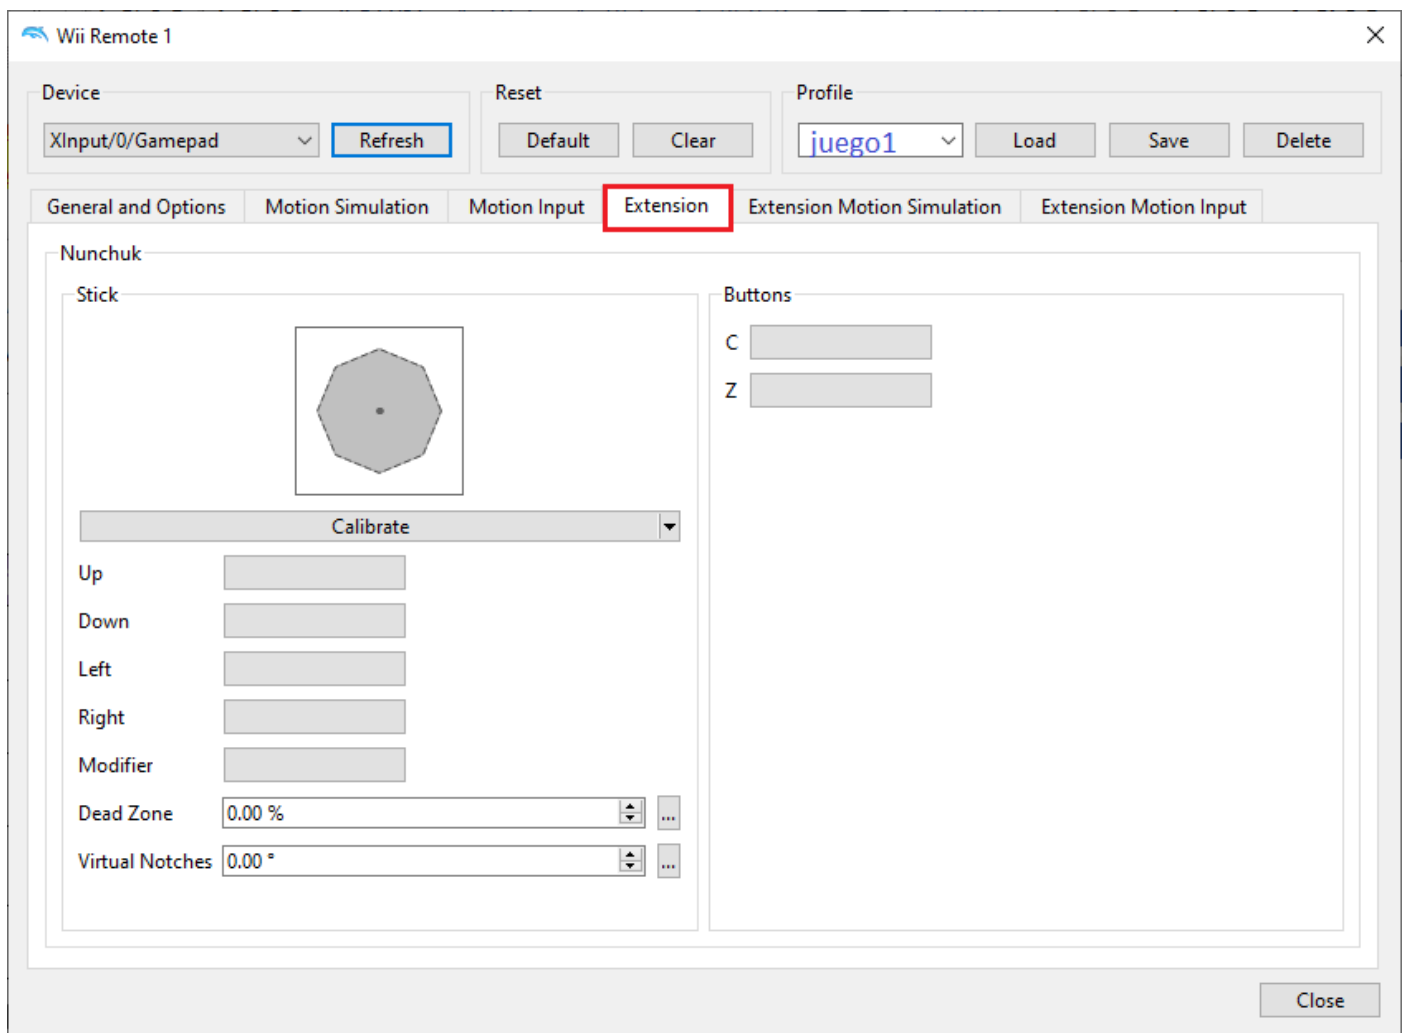 Wii Remote 1
Device
Reset
Profile
XInput/0/Gamepad
Refresh
Default
Clear
juego1
Load
Save
Delete
General and Options
Motion Simulation
Motion Input
Extension
Extension Motion Simulation
Extension Motion Input
Nunchuk
Stick
Calibrate
Up
Down
Left
Right
Modifier
Dead Zone 0.00 % ...
Virtual Notches 0.00 ° ...
Buttons
C
Z
Close